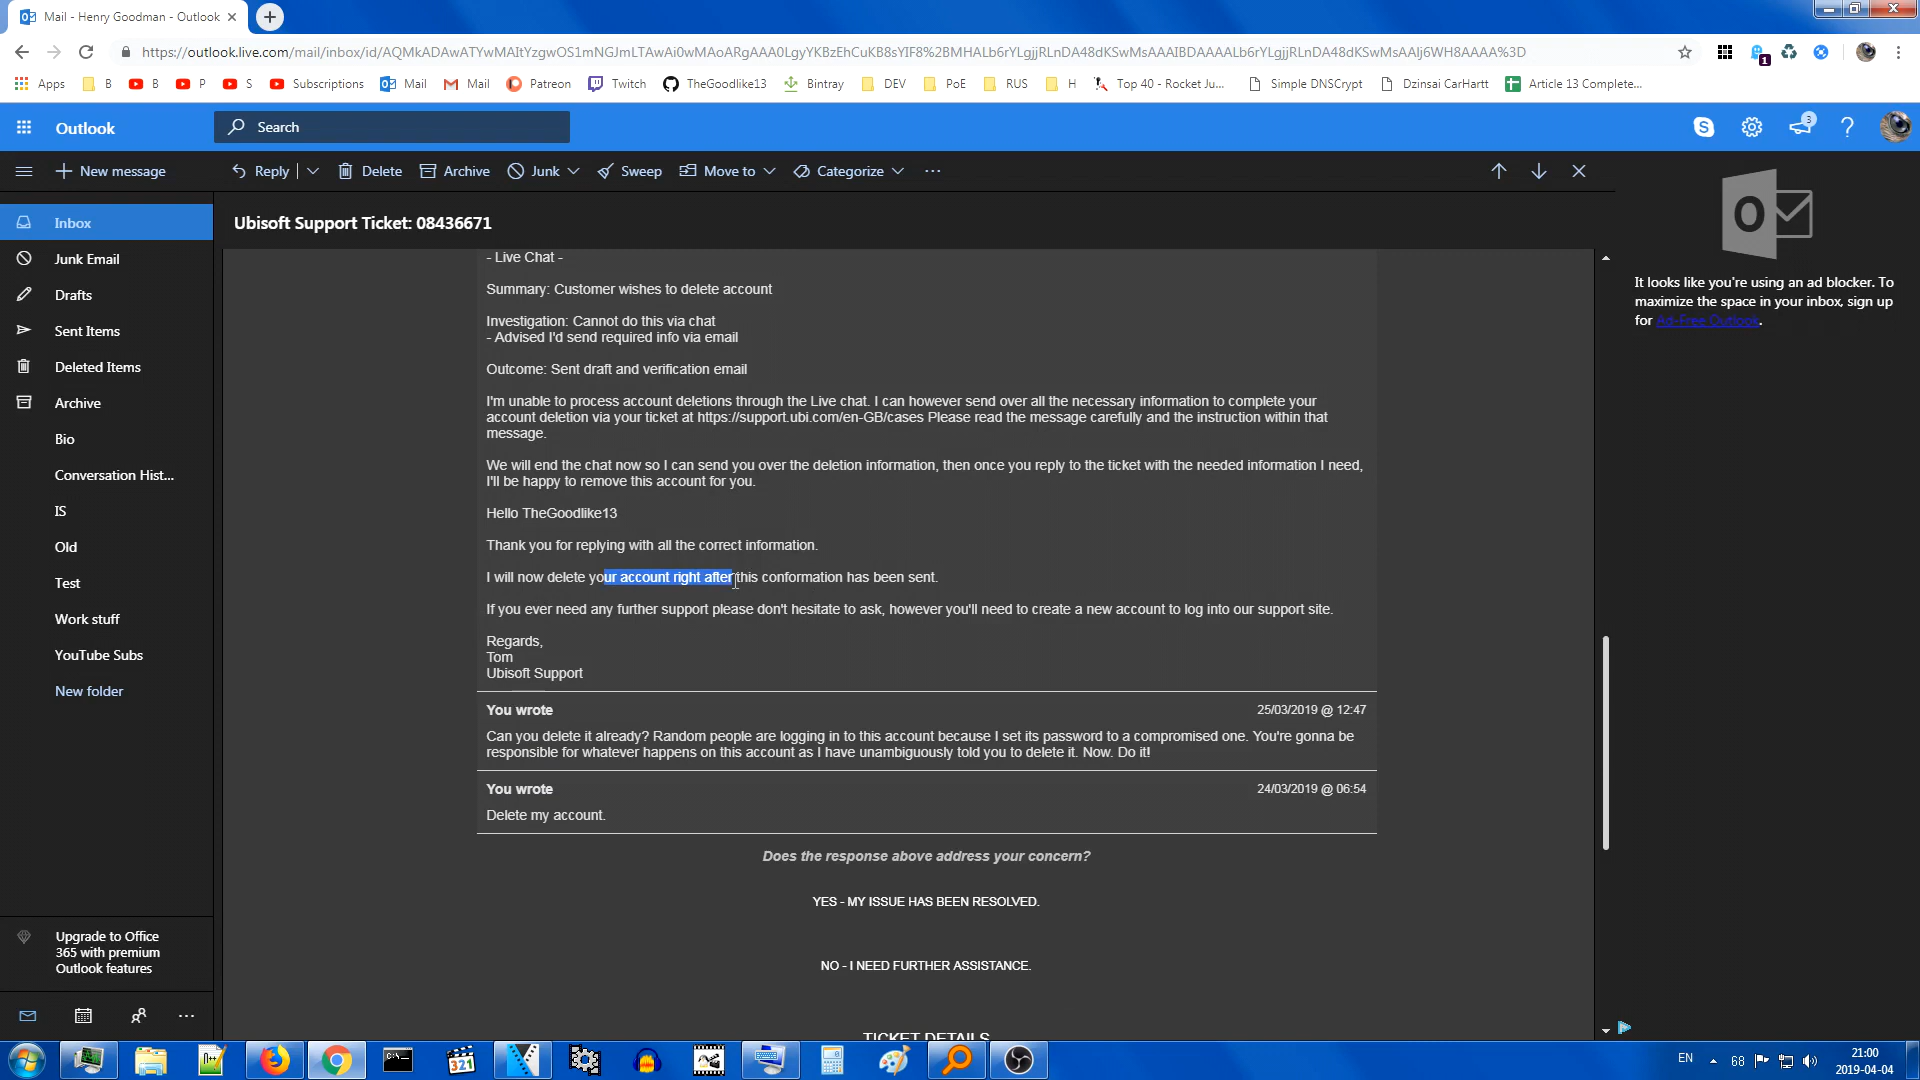 Mail - Henry Goodman - Outlook
https://outlook.live.com/mail/inbox/id/AQMkADAwATYwMAItYzgwOS1mNGJmLTAwAi0wMAoARgAAA0LgyYKBzEhCuKB8sYIF8%2BMHALb6rYLgjjRLnDA48dKSwMsAAAIBDAAAALb6rYLgjjRLnDA48dKSwMsAAIj6WH8AAAA%3D
1
Apps B B P S Subscriptions Mail Mail Patreon Twitch TheGoodlike13 Bintray DEV PoE RUS H Top 40 - Rocket Ju... Simple DNSCrypt Dzinsai CarHartt Article 13 Complete...
Outlook
Search
3
New message
Reply Delete Archive Junk Sweep Move to Categorize
Inbox
Junk Email
Drafts
Sent Items
Deleted Items
Archive
Bio
Conversation Hist...
IS
Old
Test
Work stuff
YouTube Subs
New folder
Upgrade to Office
365 with premium
Outlook features
Ubisoft Support Ticket: 08436671
- Live Chat -
Summary: Customer wishes to delete account
Investigation: Cannot do this via chat
- Advised I'd send required info via email
Outcome: Sent draft and verification email
I'm unable to process account deletions through the Live chat. I can however send over all the necessary information to complete your
account deletion via your ticket at https://support.ubi.com/en-GB/cases Please read the message carefully and the instruction within that
message.
We will end the chat now so I can send you over the deletion information, then once you reply to the ticket with the needed information I need,
I'll be happy to remove this account for you.
Hello TheGoodlike13
Thank you for replying with all the correct information.
I will now delete your account right after this conformation has been sent.
If you ever need any further support please don't hesitate to ask, however you'll need to create a new account to log into our support site.
Regards,
Tom
Ubisoft Support
You wrote 25/03/2019 @ 12:47
Can you delete it already? Random people are logging in to this account because I set its password to a compromised one. You're gonna be
responsible for whatever happens on this account as I have unambiguously told you to delete it. Now. Do it!
You wrote 24/03/2019 @ 06:54
Delete my account.
Does the response above address your concern?
YES - MY ISSUE HAS BEEN RESOLVED.
NO - I NEED FURTHER ASSISTANCE.
TICKET DETAILS
It looks like you're using an ad blocker. To
maximize the space in your inbox, sign up
for Ad-Free Outlook.
EN 68
21:00
2019-04-04